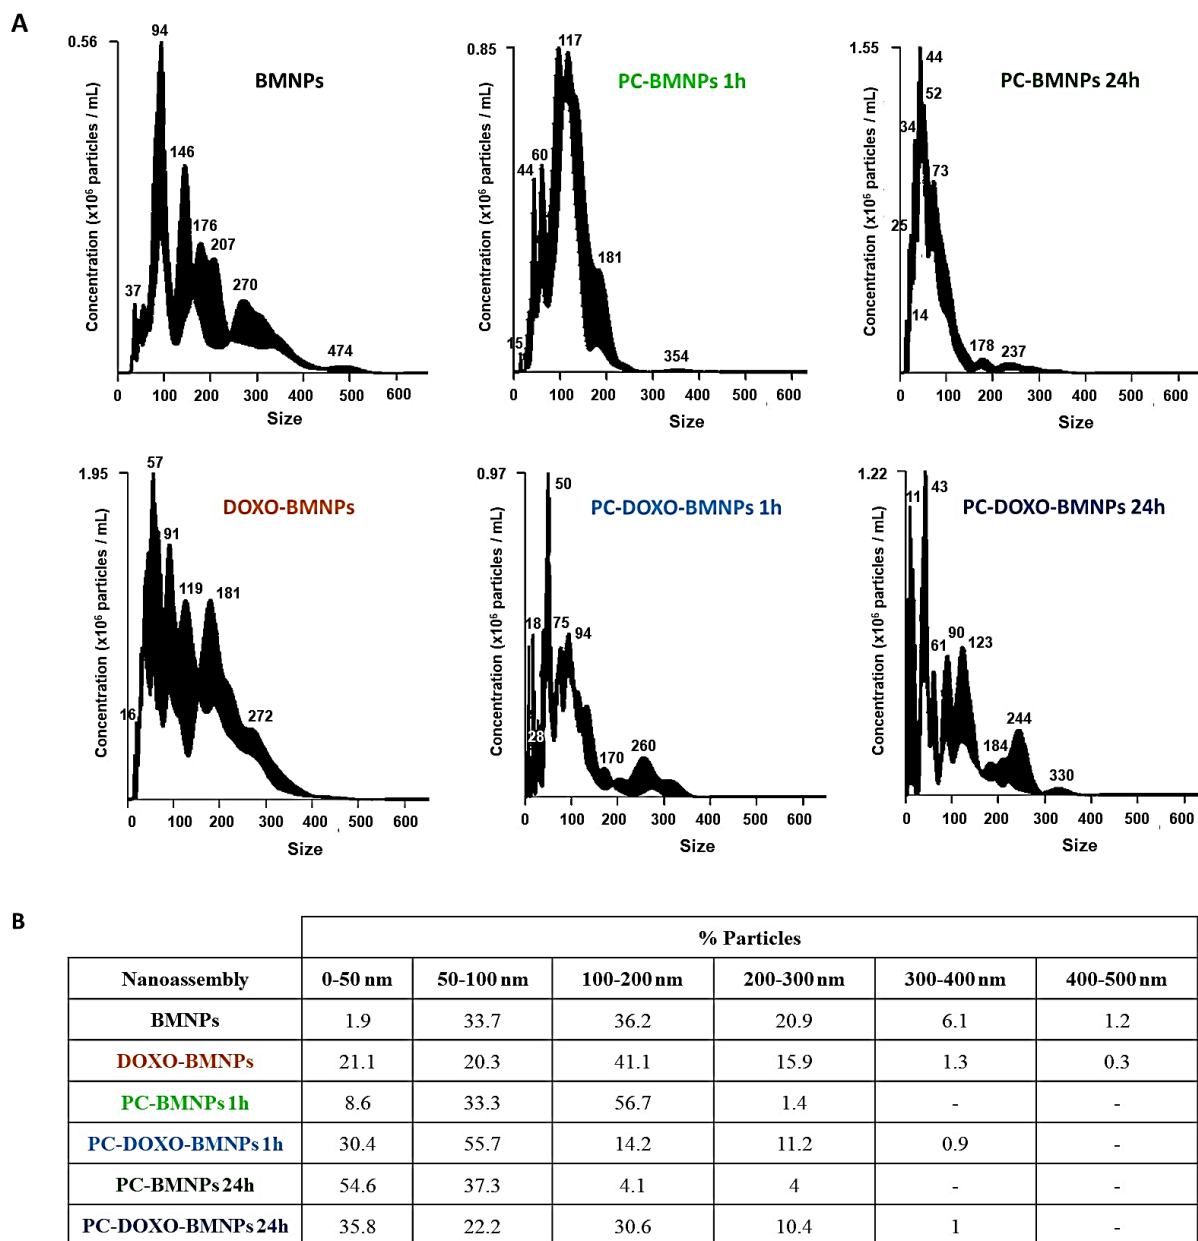 A
BMNPs
Concentration (x10⁶ particles / mL)
0.56
94
146
176
207
270
37
474
0 100 200 300 400 500 600
Size
PC-BMNPs 1h
Concentration (x10⁶ particles / mL)
0.85
117
60
44
181
15
354
0 100 200 300 400 500 600
Size
PC-BMNPs 24h
Concentration (x10⁶ particles / mL)
1.55
44
52
34
73
25
14
178
237
0 100 200 300 400 500 600
Size
DOXO-BMNPs
Concentration (x10⁶ particles / mL)
1.95
57
91
119
181
16
272
0 100 200 300 400 500 600
Size
PC-DOXO-BMNPs 1h
Concentration (x10⁶ particles / mL)
0.97
50
18
75
94
28
170
260
0 100 200 300 400 500 600
Size
PC-DOXO-BMNPs 24h
Concentration (x10⁶ particles / mL)
1.22
11
43
61
90
123
184
244
330
0 100 200 300 400 500 600
Size
B
% Particles
Nanoassembly 0-50 nm 50-100 nm 100-200 nm 200-300 nm 300-400 nm 400-500 nm
BMNPs 1.9 33.7 36.2 20.9 6.1 1.2
DOXO-BMNPs 21.1 20.3 41.1 15.9 1.3 0.3
PC-BMNPs 1h 8.6 33.3 56.7 1.4 - -
PC-DOXO-BMNPs 1h 30.4 55.7 14.2 11.2 0.9 -
PC-BMNPs 24h 54.6 37.3 4.1 4 - -
PC-DOXO-BMNPs 24h 35.8 22.2 30.6 10.4 1 -